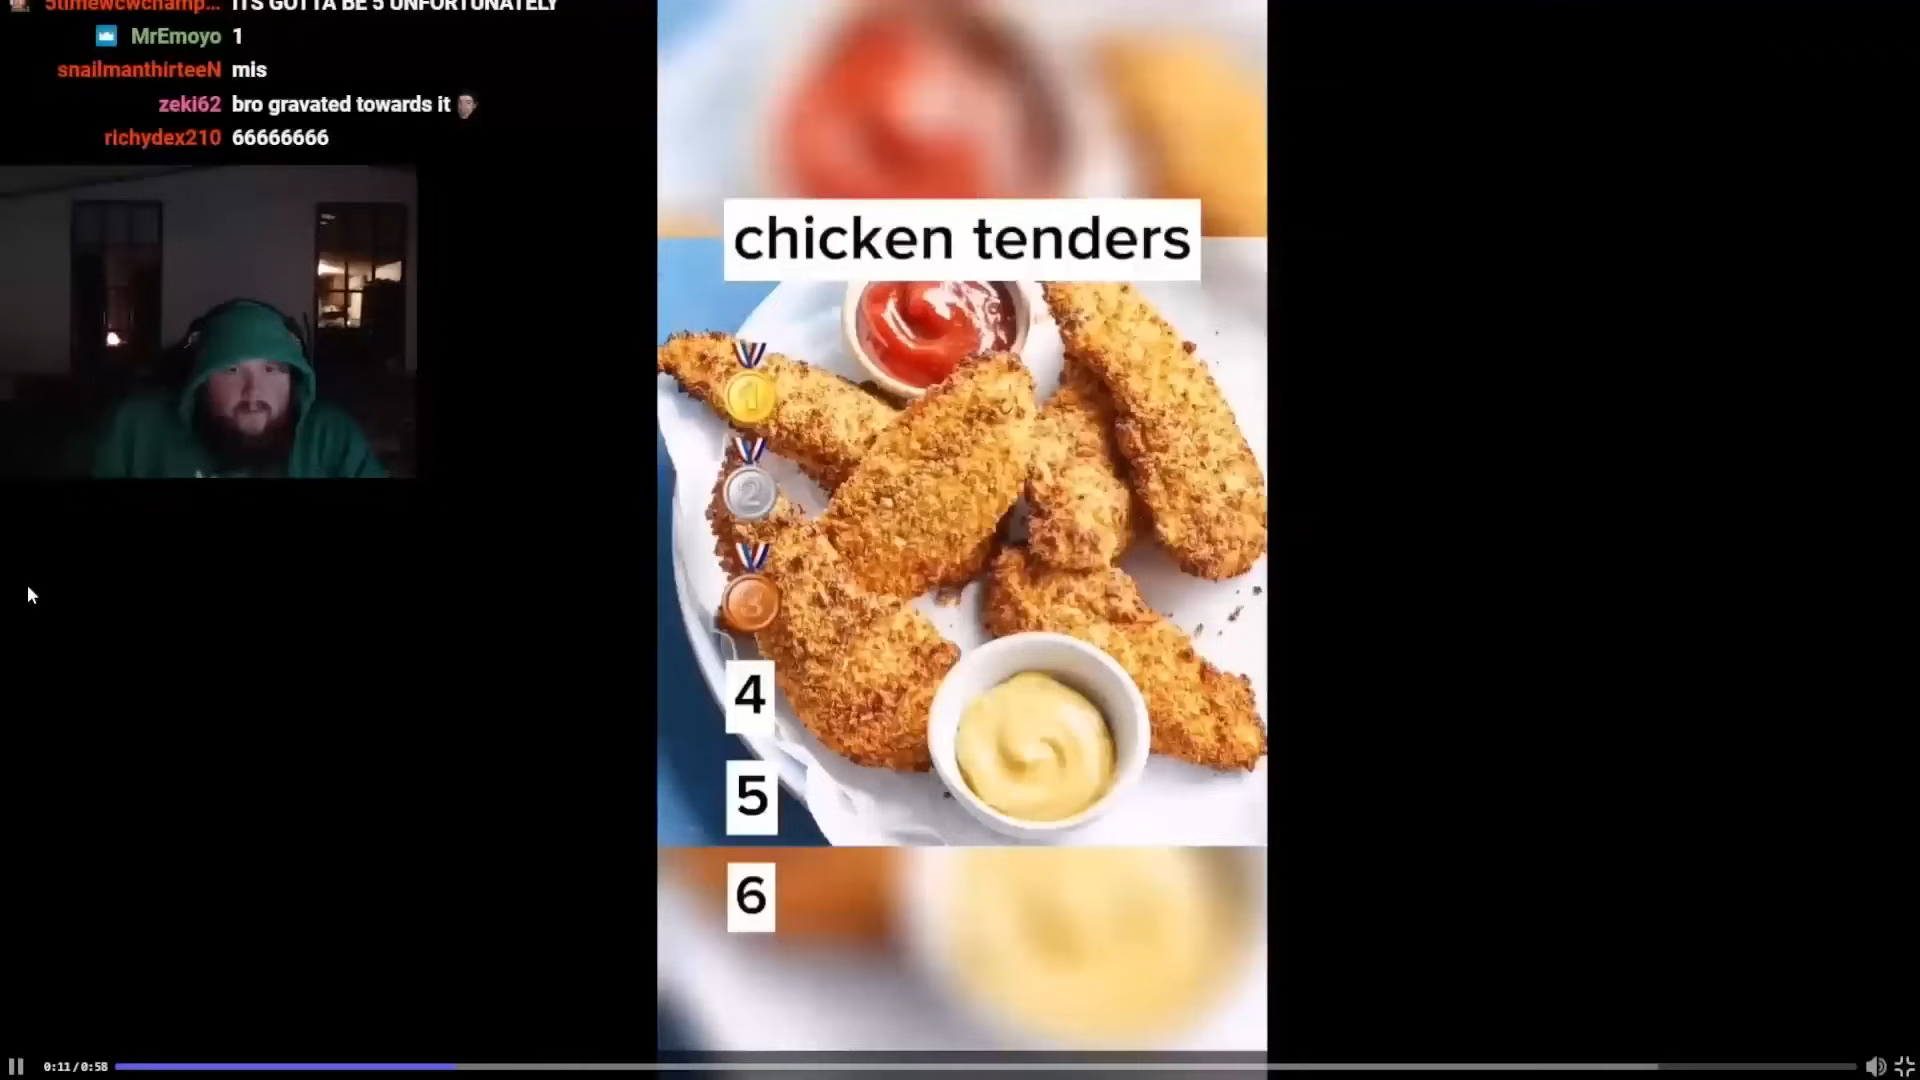 5timewcwchamp... ITS GOTTA BE 5 UNFORTUNATELY
MrEmoyo 1
snailmanthirteeN mis
zeki62 bro gravated towards it
richydex210 66666666
chicken tenders
1
2
3
4
5
6
0:11/0:58